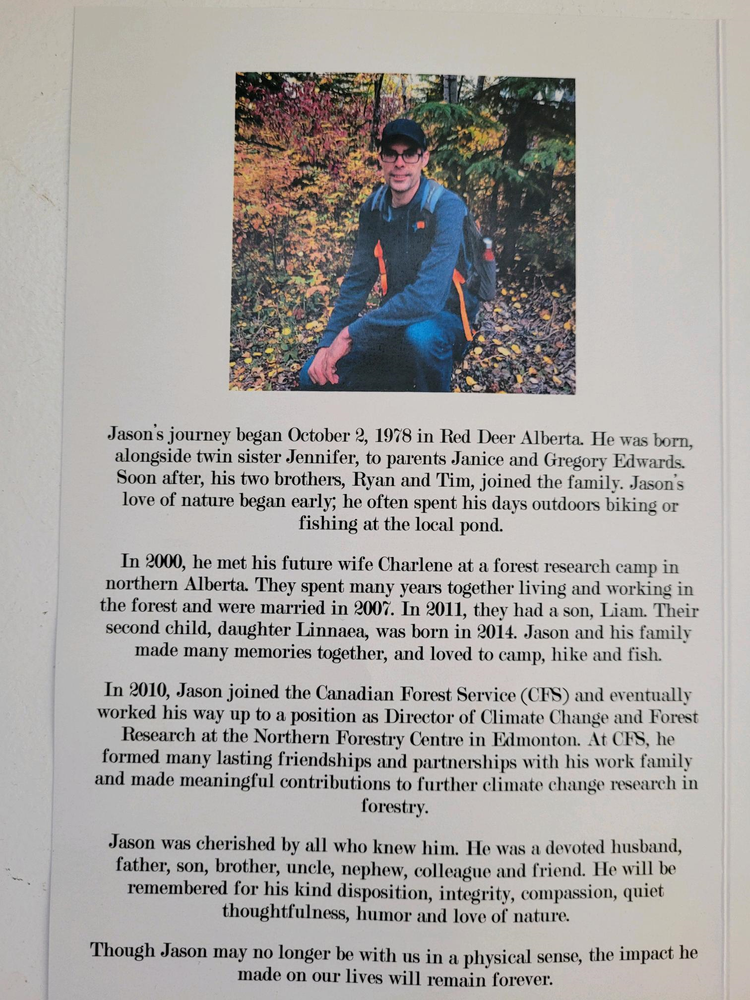 Jason's journey began October 2, 1978 in Red Deer Alberta. He was born,
alongside twin sister Jennifer, to parents Janice and Gregory Edwards.
Soon after, his two brothers, Ryan and Tim, joined the family. Jason's
love of nature began early; he often spent his days outdoors biking or
fishing at the local pond.
In 2000, he met his future wife Charlene at a forest research camp in
northern Alberta. They spent many years together living and working in
the forest and were married in 2007. In 2011, they had a son, Liam. Their
second child, daughter Linnaea, was born in 2014. Jason and his family
made many memories together, and loved to camp, hike and fish.
In 2010, Jason joined the Canadian Forest Service (CFS) and eventually
worked his way up to a position as Director of Climate Change and Forest
Research at the Northern Forestry Centre in Edmonton. At CFS, he
formed many lasting friendships and partnerships with his work family
and made meaningful contributions to further climate change research in
forestry.
Jason was cherished by all who knew him. He was a devoted husband,
father, son, brother, uncle, nephew, colleague and friend. He will be
remembered for his kind disposition, integrity, compassion, quiet
thoughtfulness, humor and love of nature.
Though Jason may no longer be with us in a physical sense, the impact he
made on our lives will remain forever.